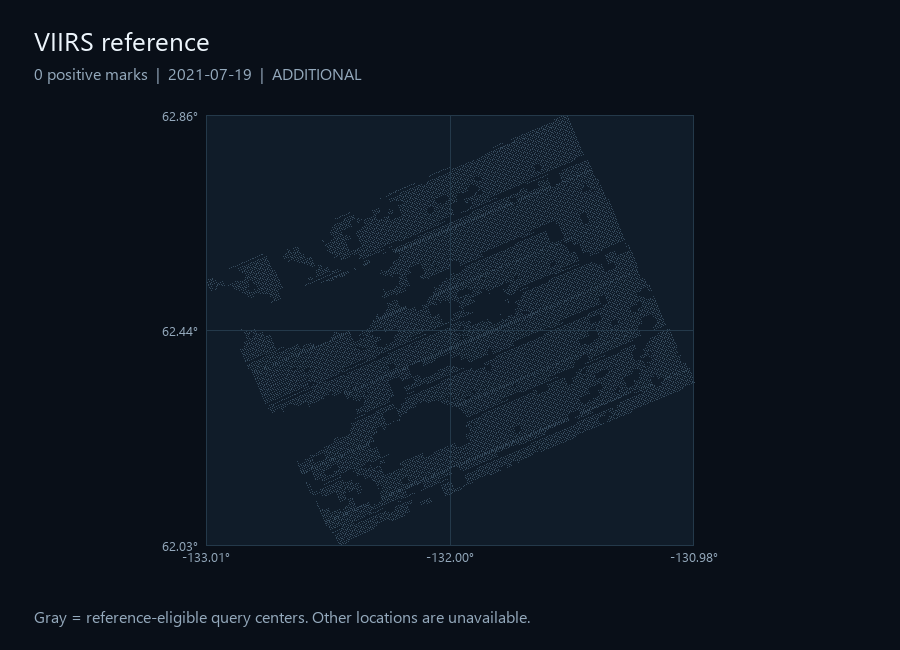 VIIRS reference
0 positive marks | 2021-07-19 | ADDITIONAL
62.86°
62.44°
62.03°
-133.01°
-132.00°
-130.98°
Gray = reference-eligible query centers. Other locations are unavailable.